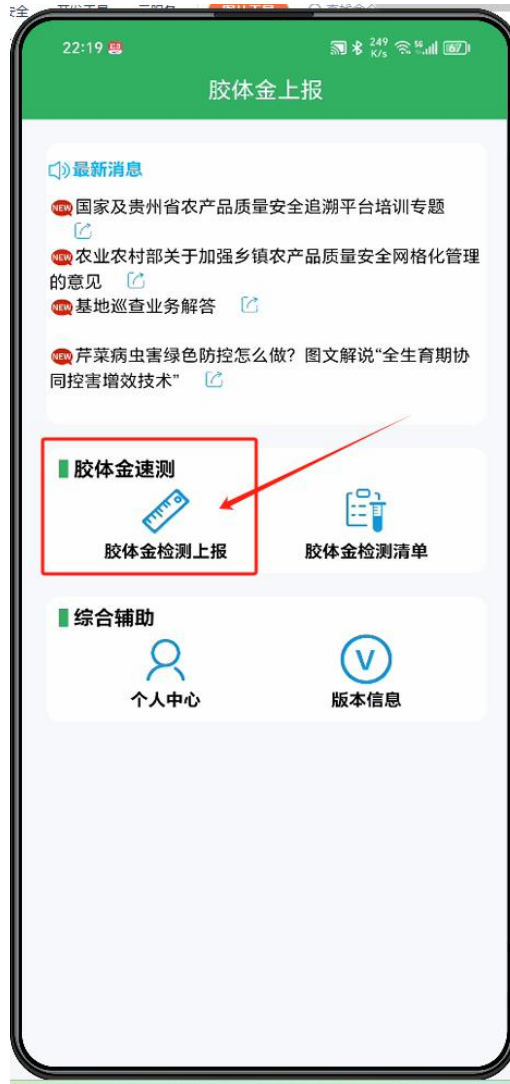 22:19
249
K/s
5G
67
胶体金上报
最新消息
NEW 国家及贵州省农产品质量安全追溯平台培训专题
NEW 农业农村部关于加强乡镇农产品质量安全网格化管理
的意见
NEW 基地巡查业务解答
NEW 芹菜病虫害绿色防控怎么做？图文解说“全生育期协
同控害增效技术”
胶体金速测
胶体金检测上报
胶体金检测清单
综合辅助
V
个人中心
版本信息